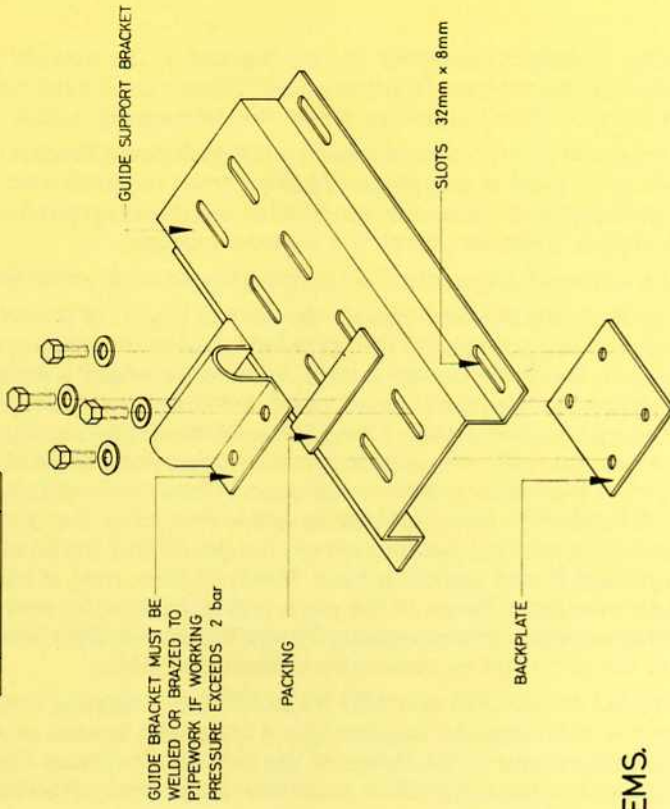 GUIDE SUPPORT BRACKET
SLOTS 32mm x 8mm
GUIDE BRACKET MUST BE
WELDED OR BRAZED TO
PIPEWORK IF WORKING
PRESSURE EXCEEDS 2 bar
PACKING
BACKPLATE